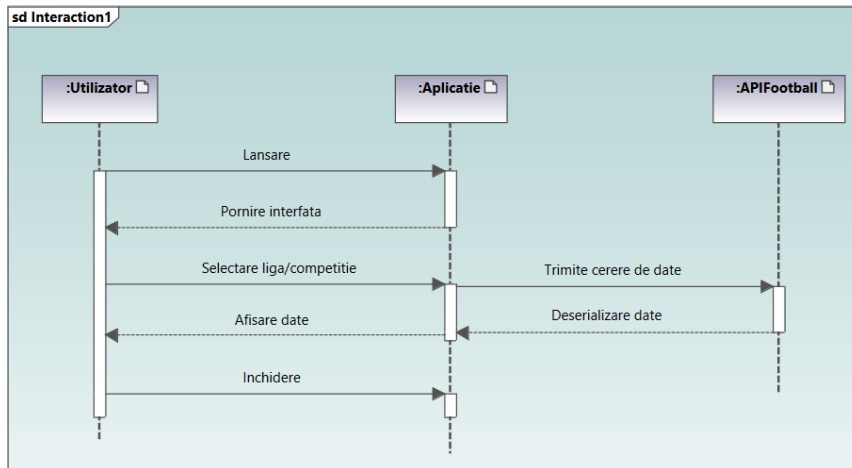 sd Interaction1
:Utilizator
:Aplicatie
:APIFootball
Lansare
Pornire interfata
Selectare liga/competitie
Trimite cerere de date
Deserializare date
Afisare date
Inchidere